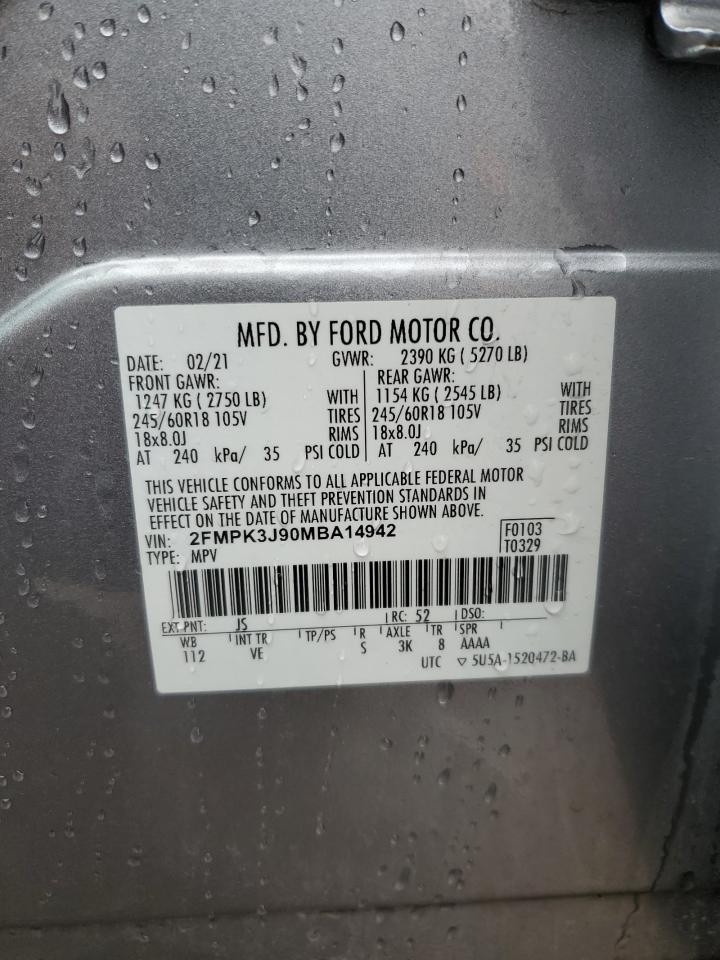 MFD. BY FORD MOTOR CO.
DATE: 02/21 GVWR: 2390 KG ( 5270 LB)
FRONT GAWR: REAR GAWR:
1247 KG ( 2750 LB) WITH 1154 KG ( 2545 LB) WITH
245/60R18 105V TIRES 245/60R18 105V TIRES
18x8.0J RIMS 18x8.0J RIMS
AT 240 kPa/ 35 PSI COLD AT 240 kPa/ 35 PSI COLD
THIS VEHICLE CONFORMS TO ALL APPLICABLE FEDERAL MOTOR
VEHICLE SAFETY AND THEFT PREVENTION STANDARDS IN
EFFECT ON THE DATE OF MANUFACTURE SHOWN ABOVE.
VIN: 2FMPK3J90MBA14942 F0103
TYPE: MPV T0329
EXT PNT: JS RC: 52 DSO:
WB INT TR TP/PS R AXLE TR SPR
112 VE S 3K 8 AAAA
UTC ▽ 5U5A-1520472-BA